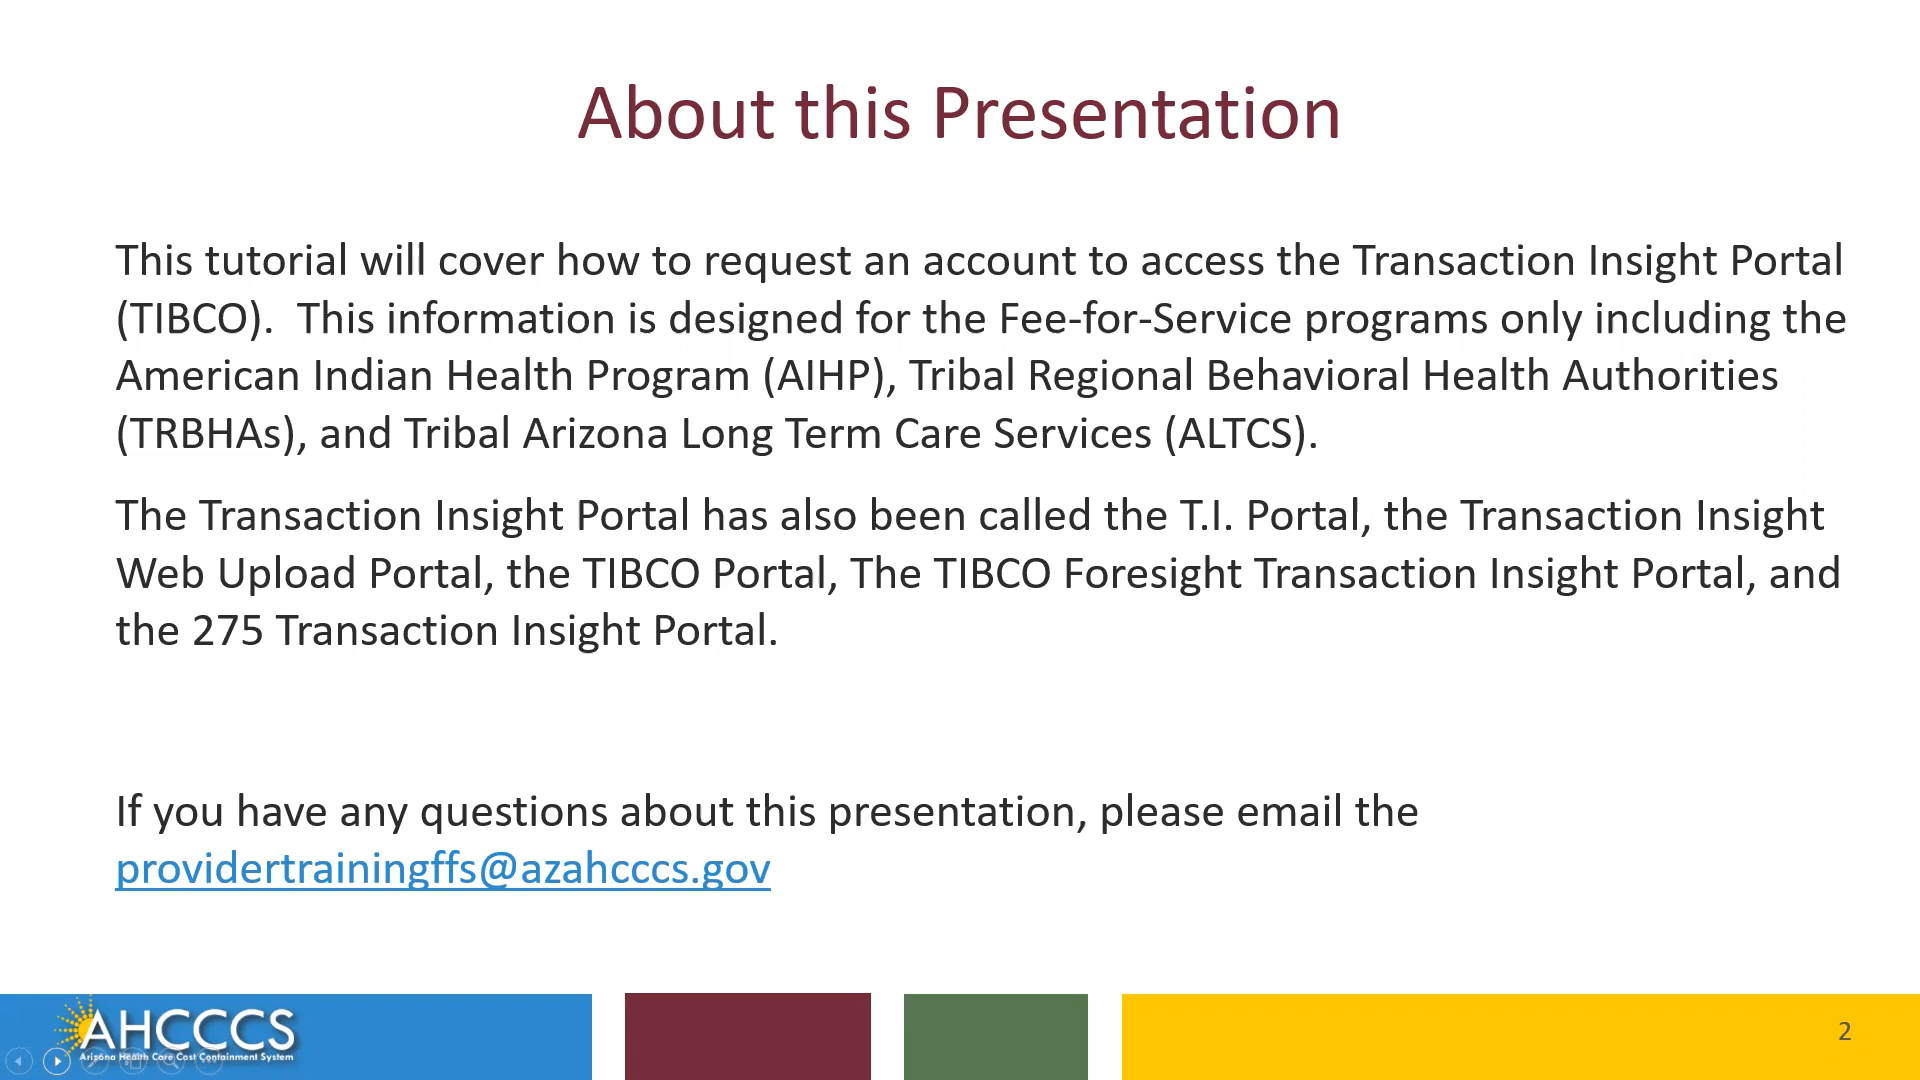 About this Presentation
This tutorial will cover how to request an account to access the Transaction Insight Portal
(TIBCO).  This information is designed for the Fee-for-Service programs only including the
American Indian Health Program (AIHP), Tribal Regional Behavioral Health Authorities
(TRBHAs), and Tribal Arizona Long Term Care Services (ALTCS).
The Transaction Insight Portal has also been called the T.I. Portal, the Transaction Insight
Web Upload Portal, the TIBCO Portal, The TIBCO Foresight Transaction Insight Portal, and
the 275 Transaction Insight Portal.
If you have any questions about this presentation, please email the
providertrainingffs@azahcccs.gov
AHCCCS
Arizona Health Care Cost Containment System
2